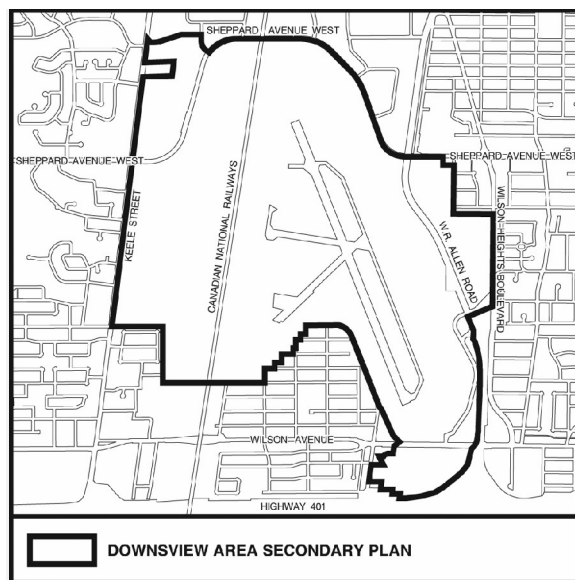 SHEPPARD AVENUE WEST
SHEPPARD AVENUE WEST
SHEPPARD AVENUE WEST
KEELE STREET
CANADIAN NATIONAL RAILWAYS
W.R. ALLEN ROAD
WILSON HEIGHTS BOULEVARD
WILSON AVENUE
HIGHWAY 401
DOWNSVIEW AREA SECONDARY PLAN